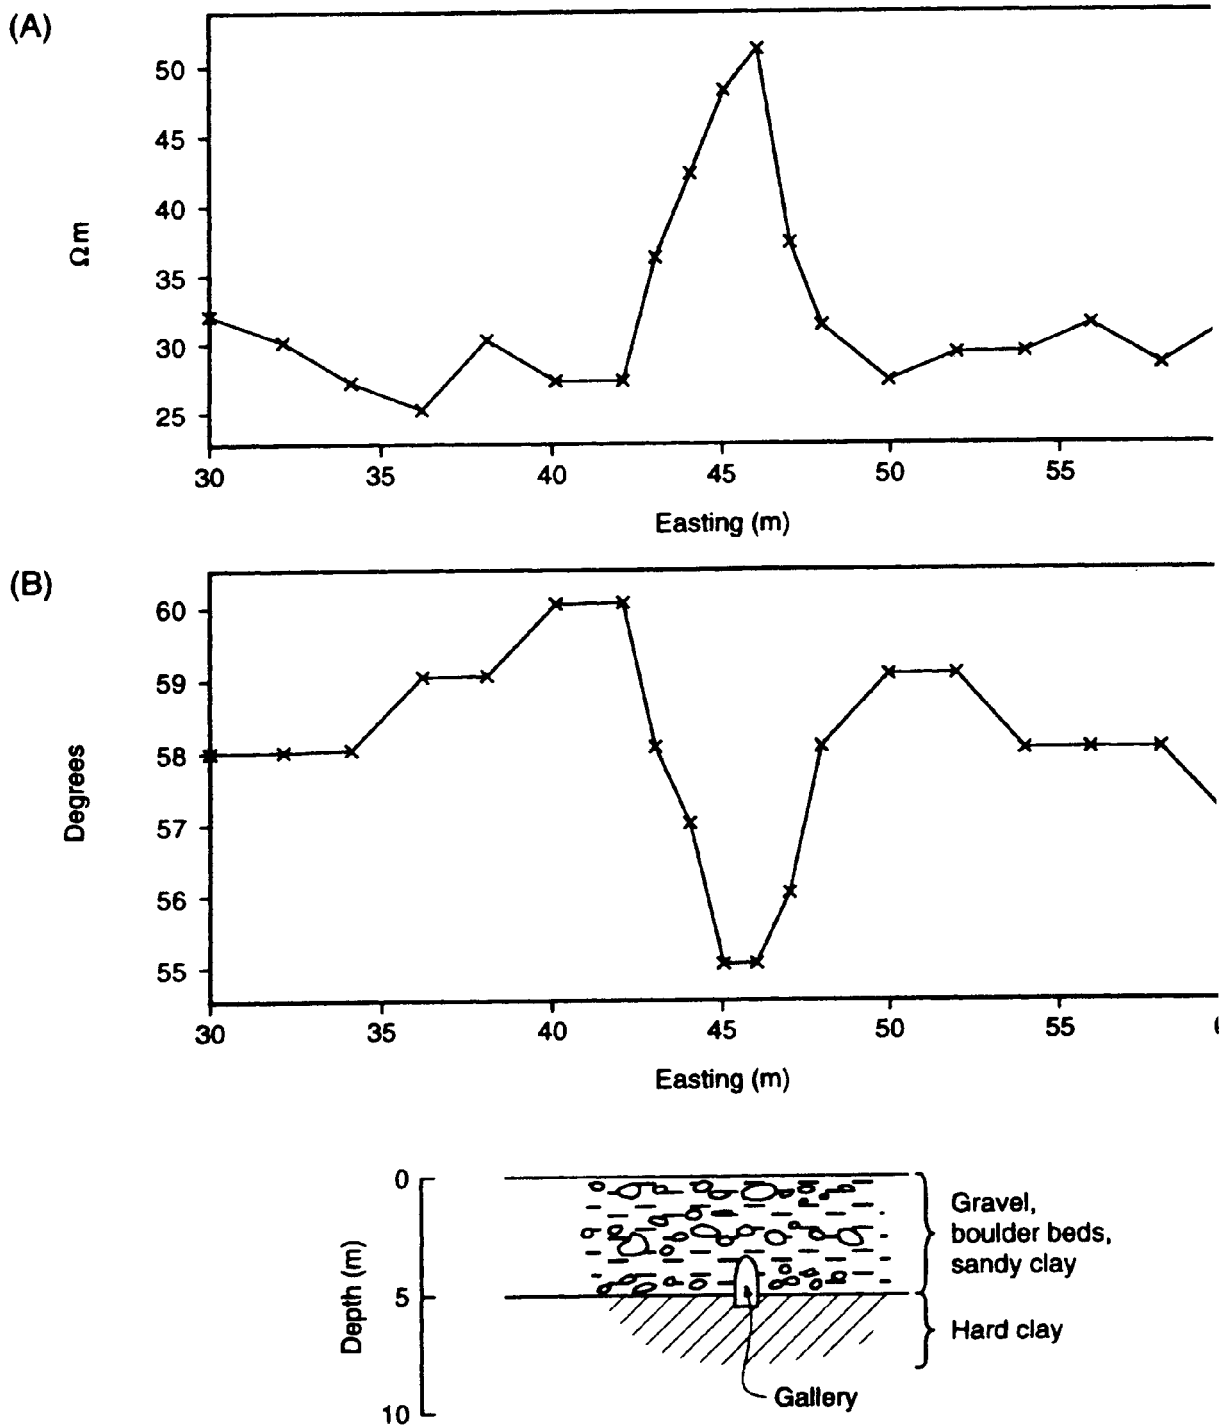 (A)
50
45
40
35
30
25
Ωm
30 35 40 45 50 55
Easting (m)
(B)
60
59
58
57
56
55
Degrees
30 35 40 45 50 55
Easting (m)
0
5
10
Depth (m)
Gravel,
boulder beds,
sandy clay
Hard clay
Gallery